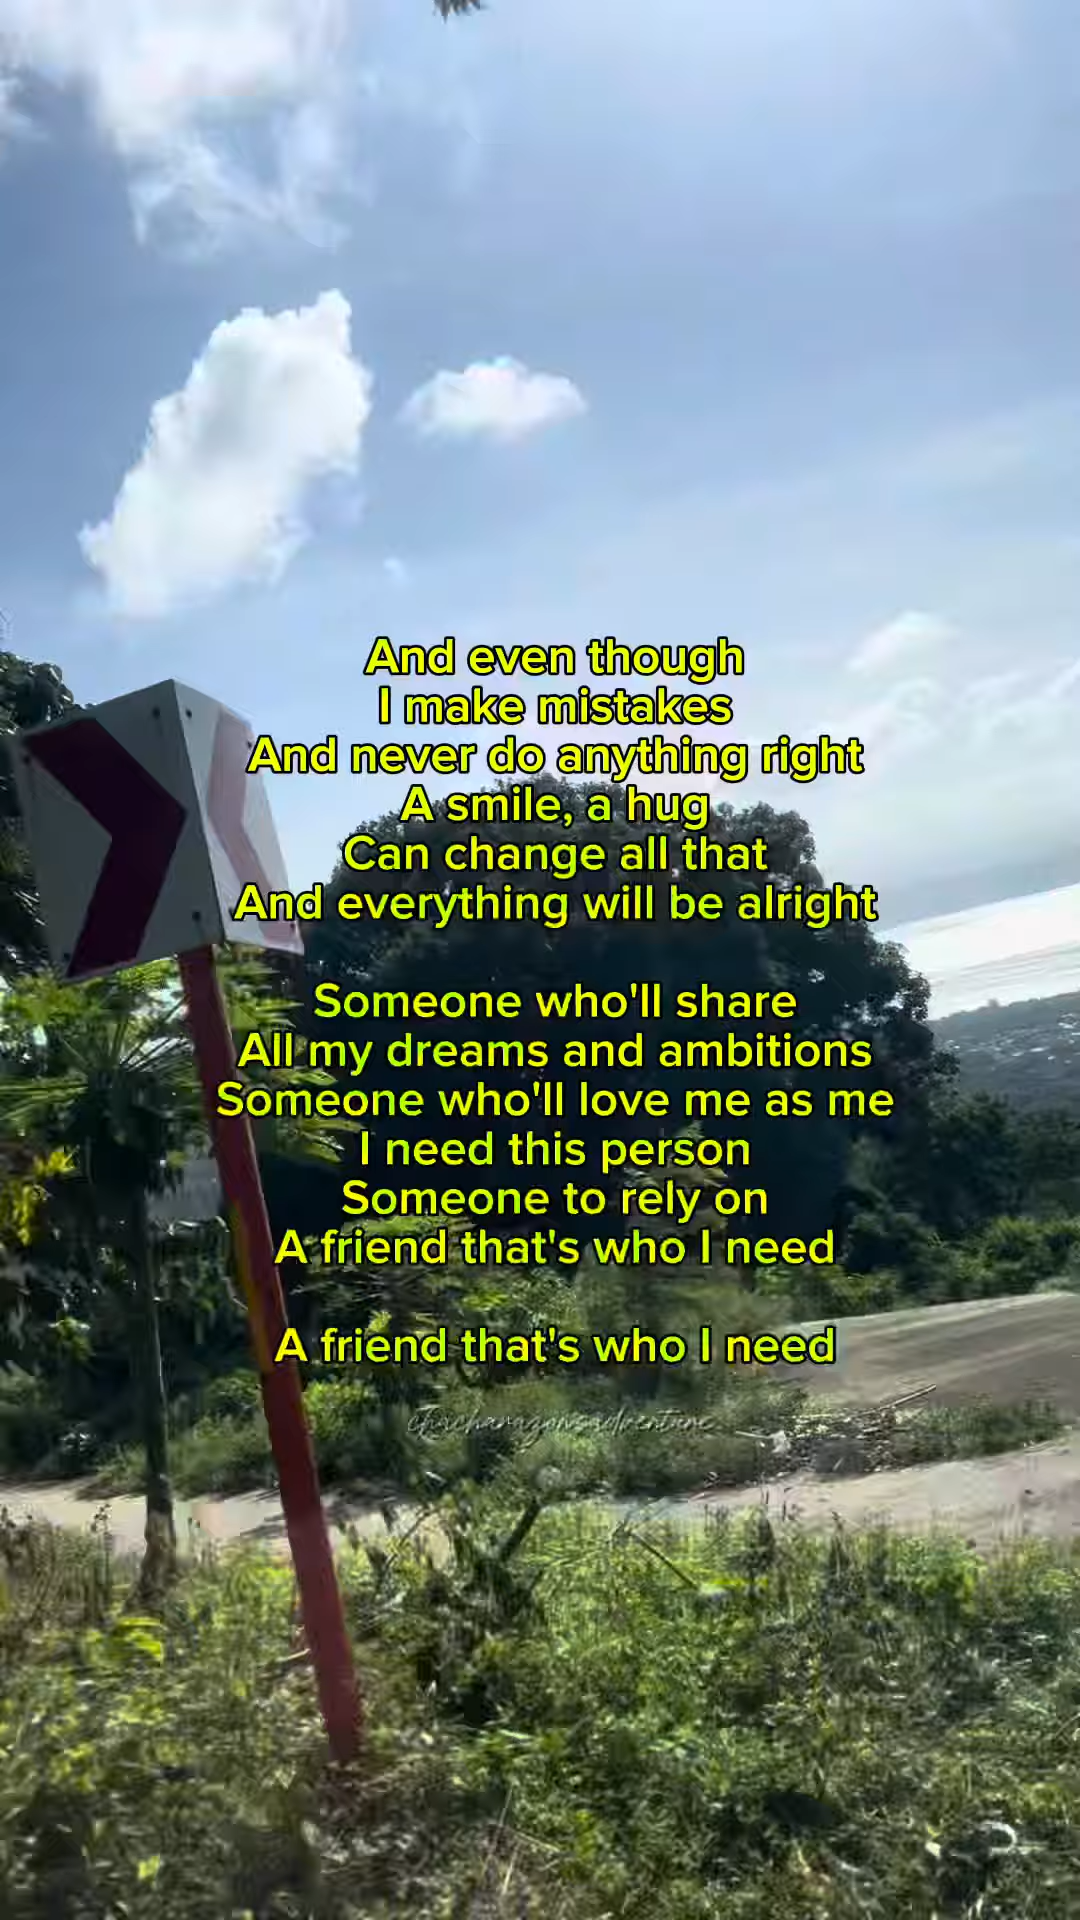 And even though
I make mistakes
And never do anything right
A smile, a hug
Can change all that
And everything will be alright
Someone who'll share
All my dreams and ambitions
Someone who'll love me as me
I need this person
Someone to rely on
A friend that's who I need
A friend that's who I need
chacharazonsadventure